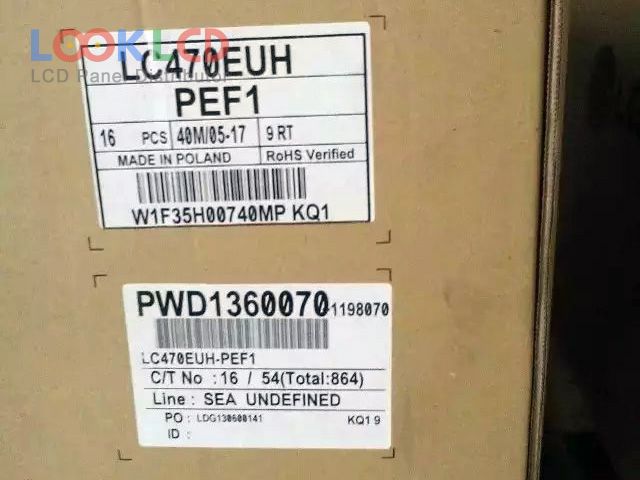 LOOKLCD
LCD Panel Distributor
LC470EUH
PEF1
16 PCS 40M/05-17 9 RT
MADE IN POLAND RoHS Verified
W1F35H00740MP KQ1
PWD1360070-1198070
LC470EUH-PEF1
C/T No : 16 / 54(Total:864)
Line : SEA UNDEFINED
PO : LDG130600141 KQ1 9
ID :